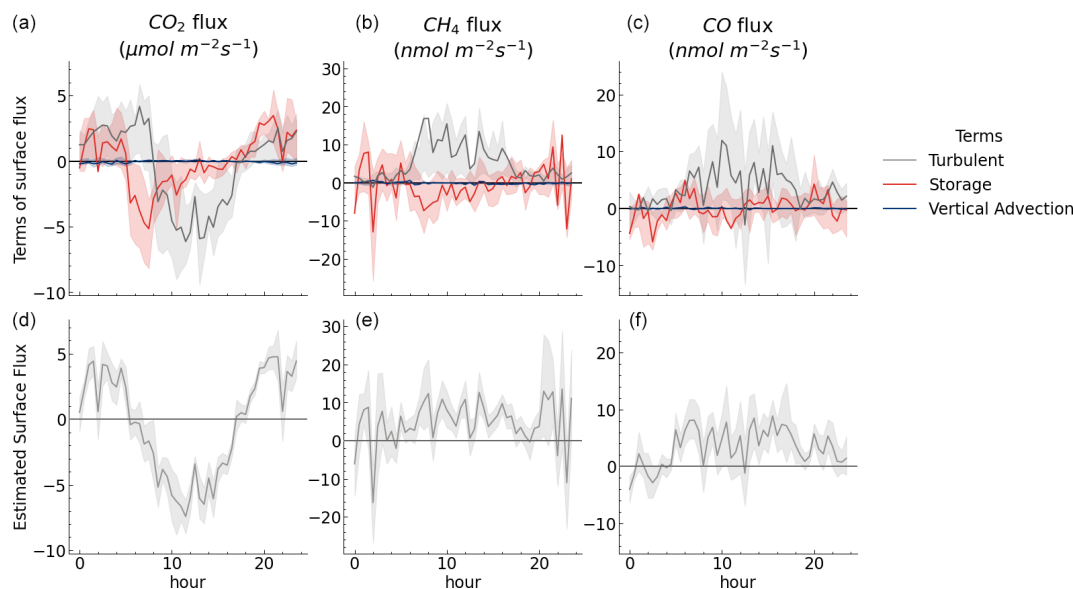 (a)
CO₂ flux
(μmol m⁻²s⁻¹)
(b)
CH₄ flux
(nmol m⁻²s⁻¹)
(c)
CO flux
(nmol m⁻²s⁻¹)
Terms of surface flux
5
0
−5
−10
30
20
10
0
−10
−20
20
10
0
−10
Terms
Turbulent
Storage
Vertical Advection
(d)
(e)
(f)
Estimated Surface Flux
5
0
−5
−10
30
20
10
0
−10
−20
20
10
0
−10
0 10 20
hour
0 10 20
hour
0 10 20
hour